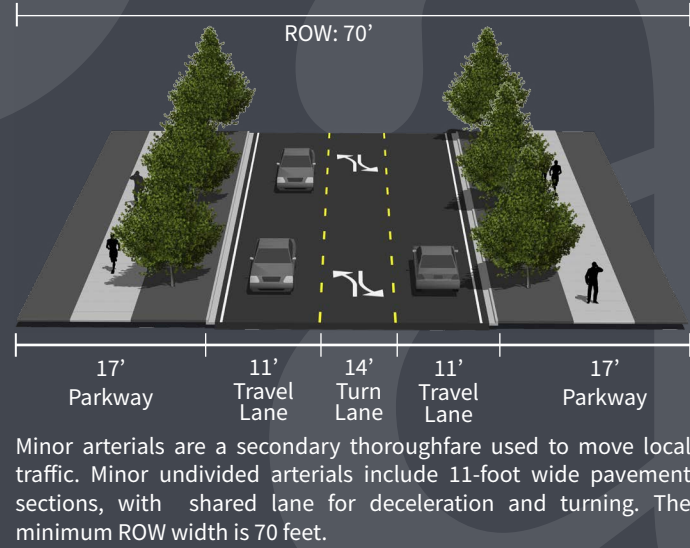 ROW: 70’
17’ 11’ 14’ 11’ 17’
Parkway Travel Lane Turn Lane Travel Lane Parkway
Minor arterials are a secondary thoroughfare used to move local
traffic. Minor undivided arterials include 11-foot wide pavement
sections, with shared lane for deceleration and turning. The
minimum ROW width is 70 feet.